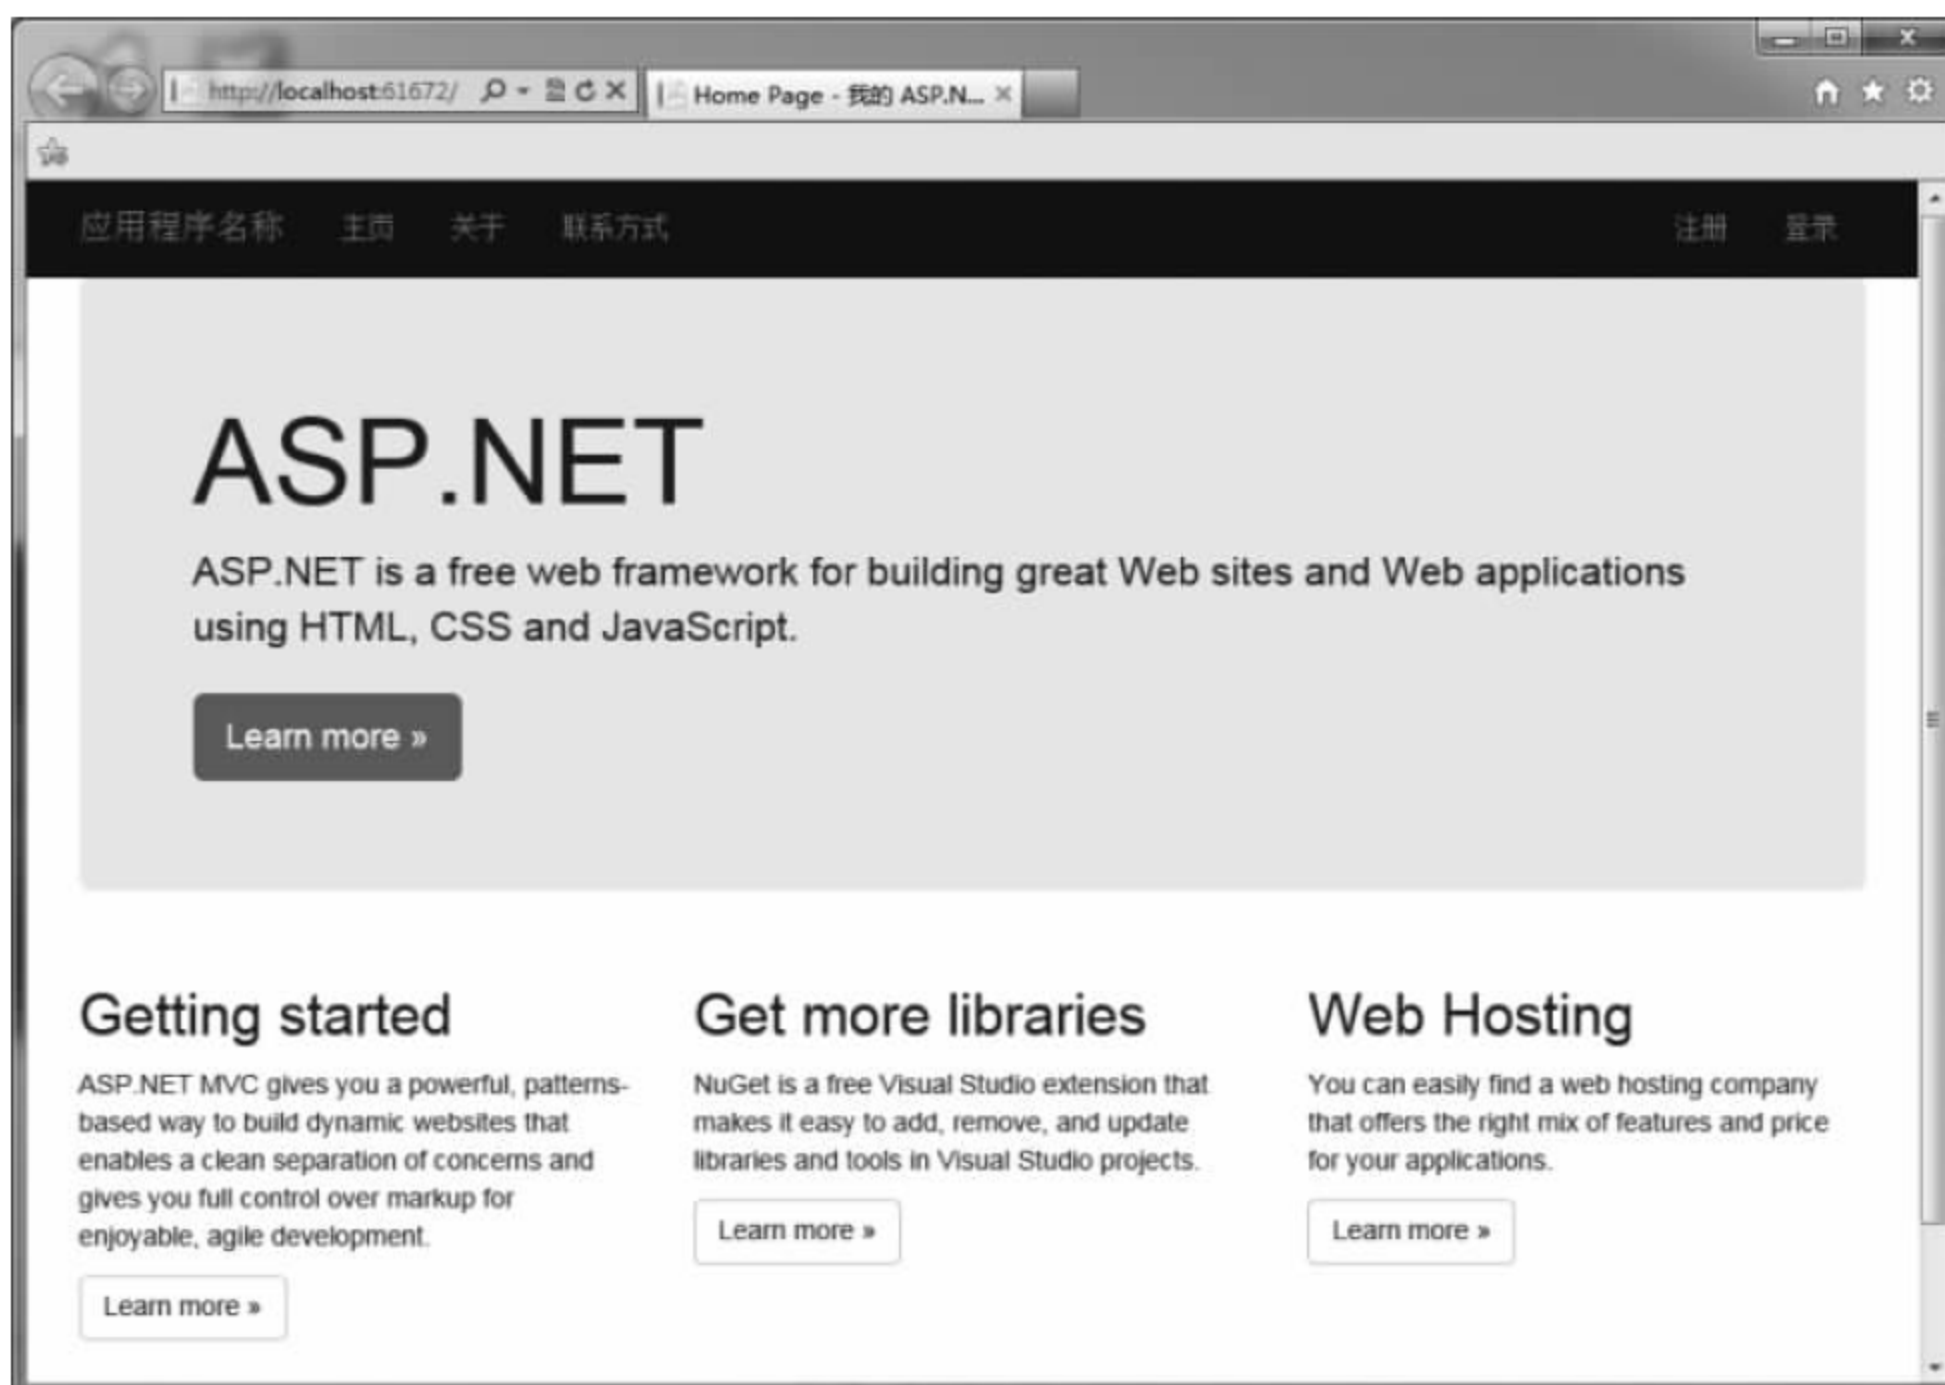 http://localhost:61672/
Home Page - 我的 ASP.N...
应用程序名称 主页 关于 联系方式 注册 登录
ASP.NET
ASP.NET is a free web framework for building great Web sites and Web applications
using HTML, CSS and JavaScript.
Learn more »
Getting started
ASP.NET MVC gives you a powerful, patterns-
based way to build dynamic websites that
enables a clean separation of concerns and
gives you full control over markup for
enjoyable, agile development.
Learn more »
Get more libraries
NuGet is a free Visual Studio extension that
makes it easy to add, remove, and update
libraries and tools in Visual Studio projects.
Learn more »
Web Hosting
You can easily find a web hosting company
that offers the right mix of features and price
for your applications.
Learn more »